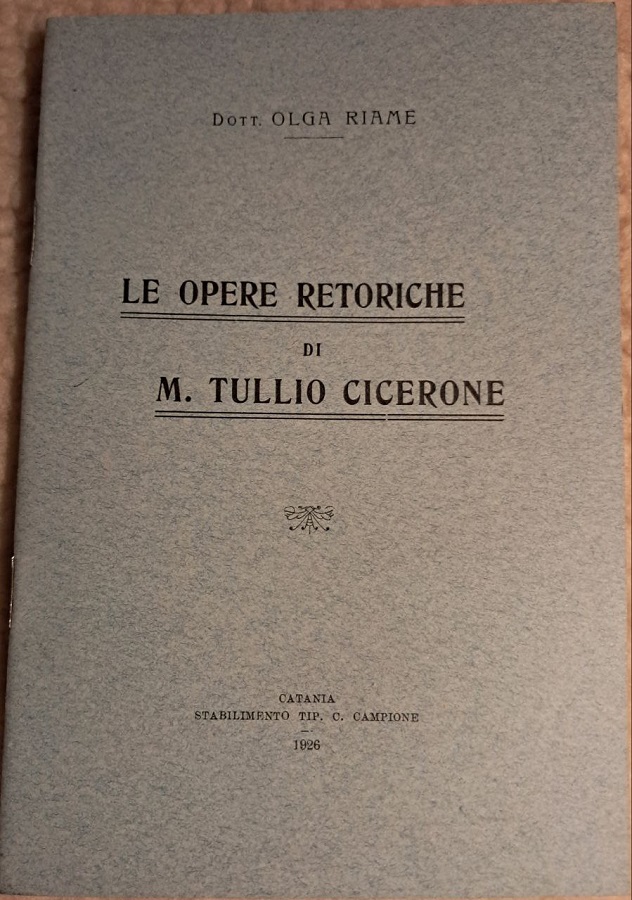 Dott. OLGA RIAME
LE OPERE RETORICHE
DI
M. TULLIO CICERONE
CATANIA
STABILIMENTO TIP. C. CAMPIONE
1926